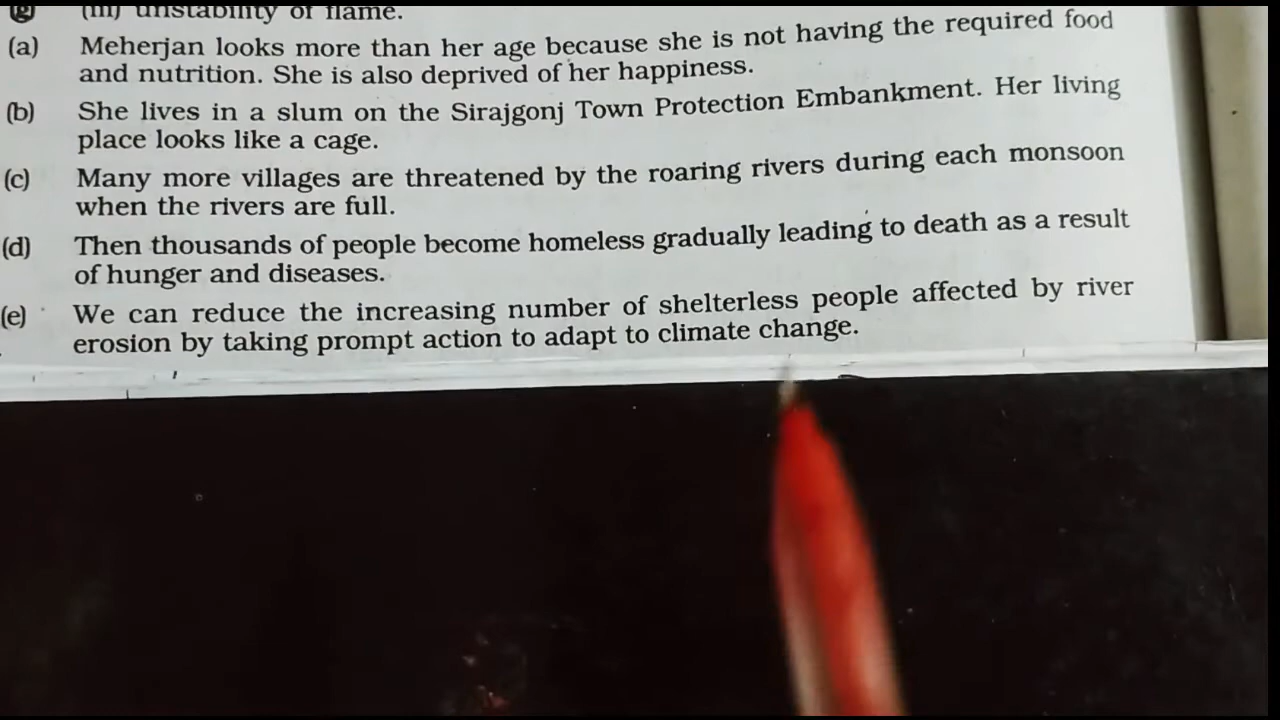 (g) (iii) unstability of flame.
(a) Meherjan looks more than her age because she is not having the required food
and nutrition. She is also deprived of her happiness.
(b) She lives in a slum on the Sirajgonj Town Protection Embankment. Her living
place looks like a cage.
(c) Many more villages are threatened by the roaring rivers during each monsoon
when the rivers are full.
(d) Then thousands of people become homeless gradually leading to death as a result
of hunger and diseases.
(e) We can reduce the increasing number of shelterless people affected by river
erosion by taking prompt action to adapt to climate change.